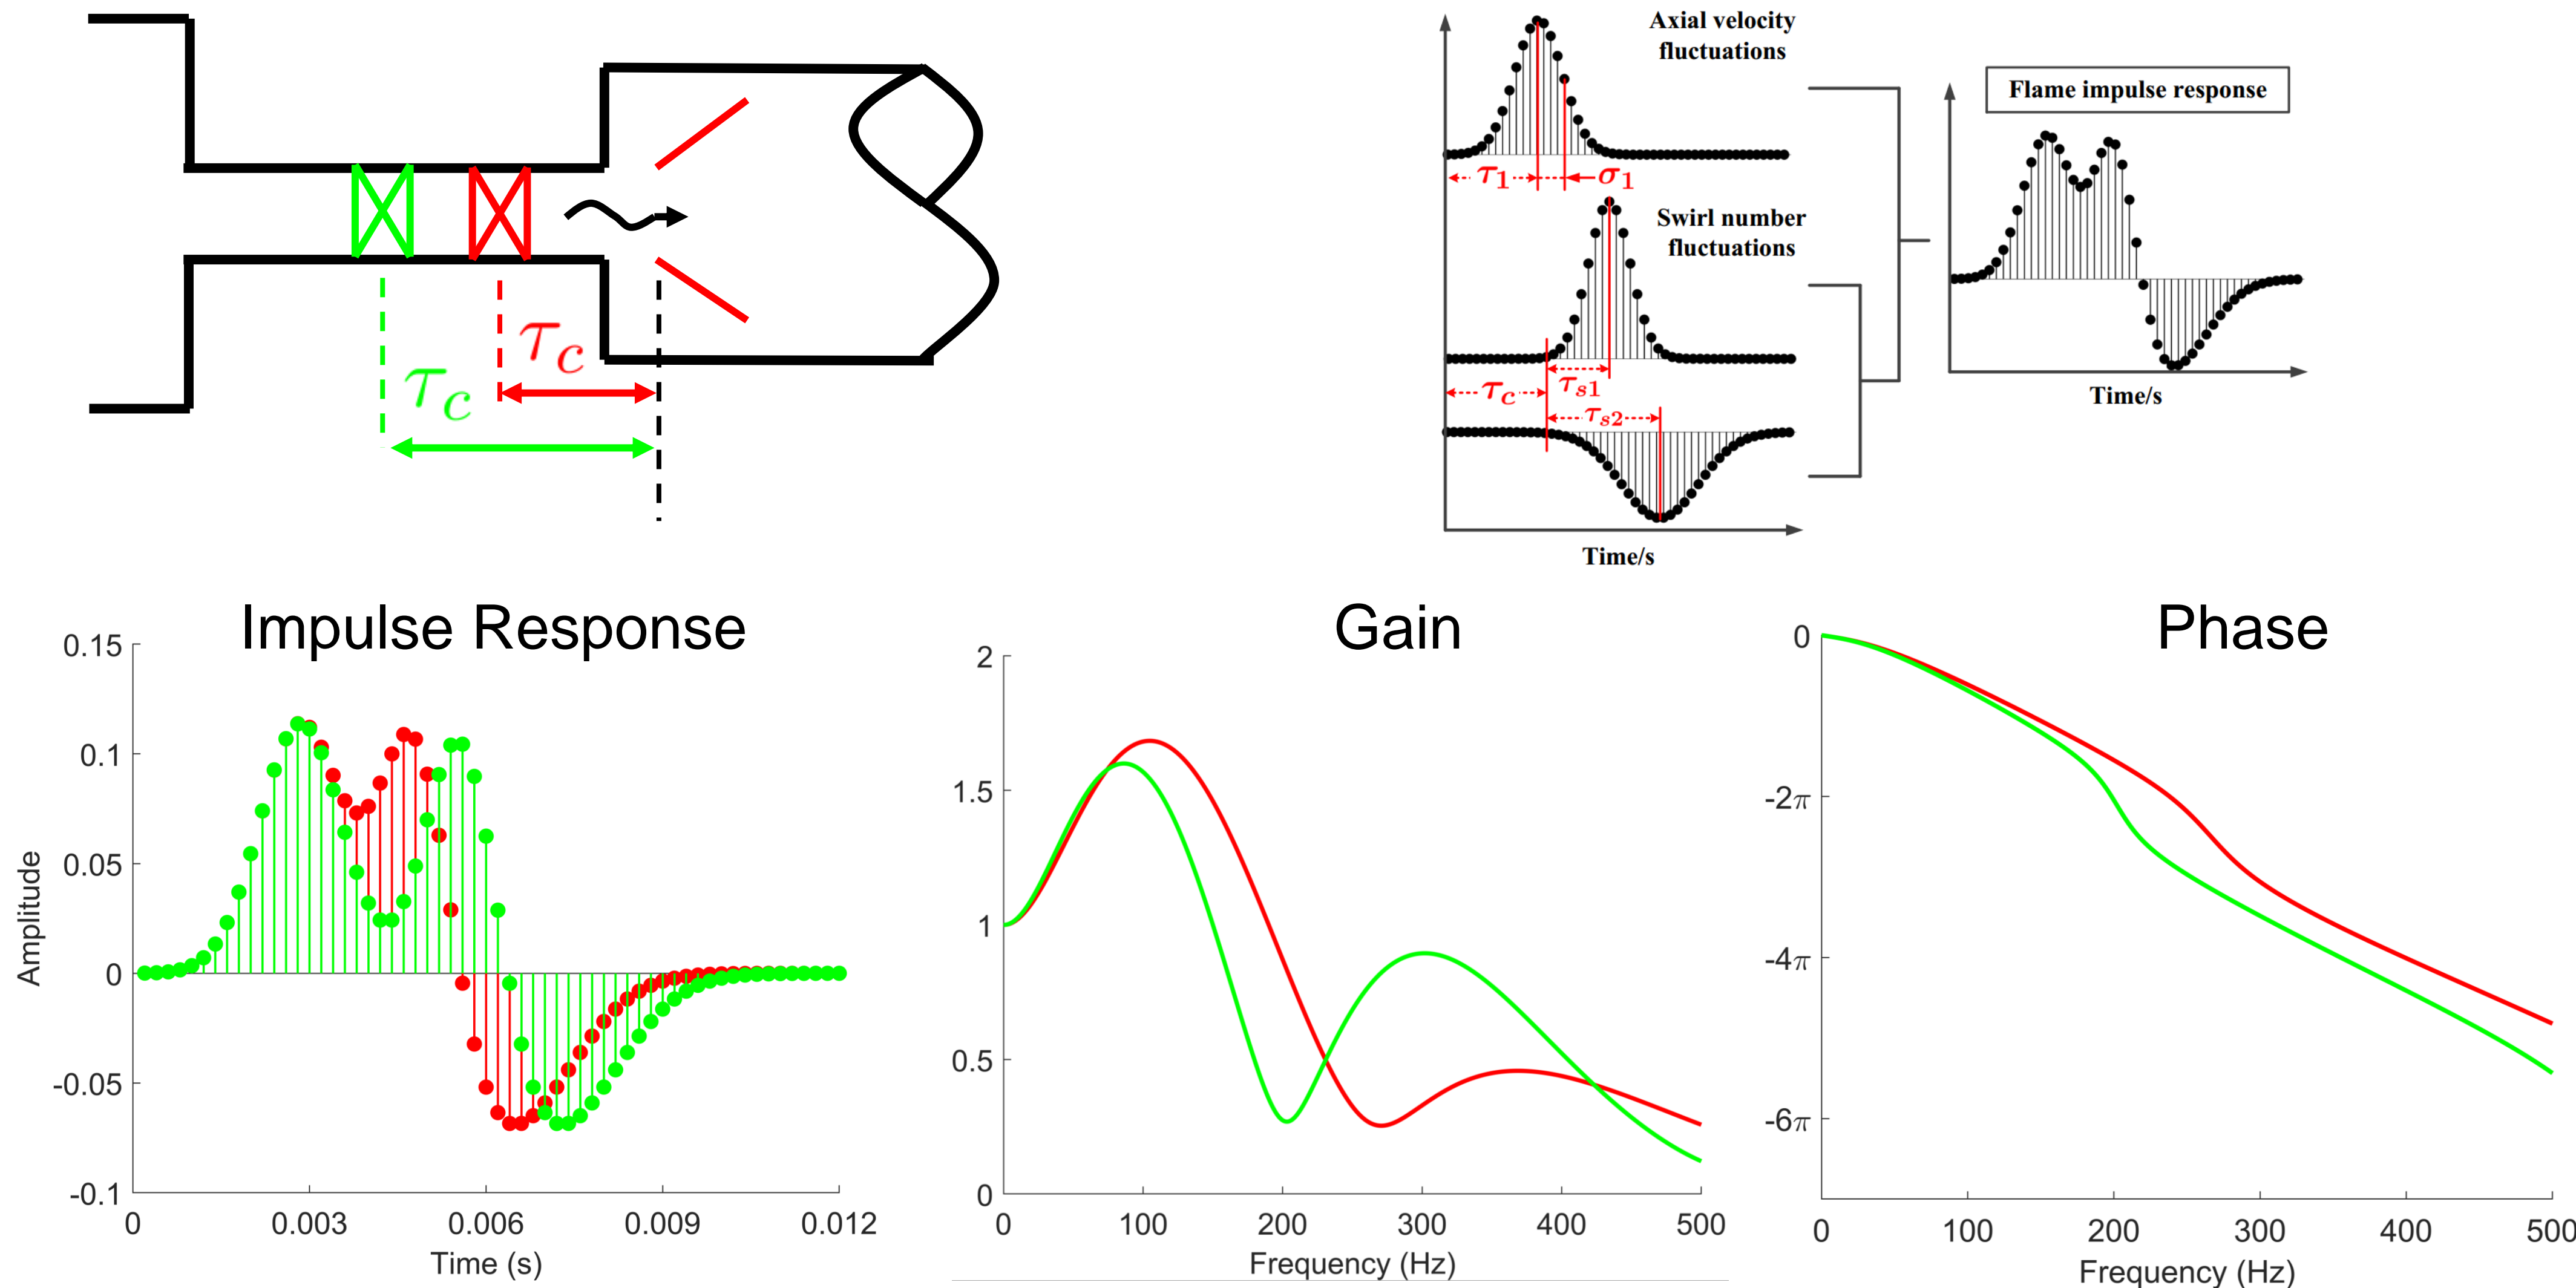 τc
τc
Axial velocity
fluctuations
τ1
σ1
Swirl number
fluctuations
τc
τs1
τs2
Time/s
Flame impulse response
Time/s
Impulse Response
0.15
0.1
0.05
0
-0.05
-0.1
Amplitude
0
0.003
0.006
0.009
0.012
Time (s)
Gain
2
1.5
1
0.5
0
0
100
200
300
400
500
Frequency (Hz)
Phase
0
-2π
-4π
-6π
0
100
200
300
400
500
Frequency (Hz)